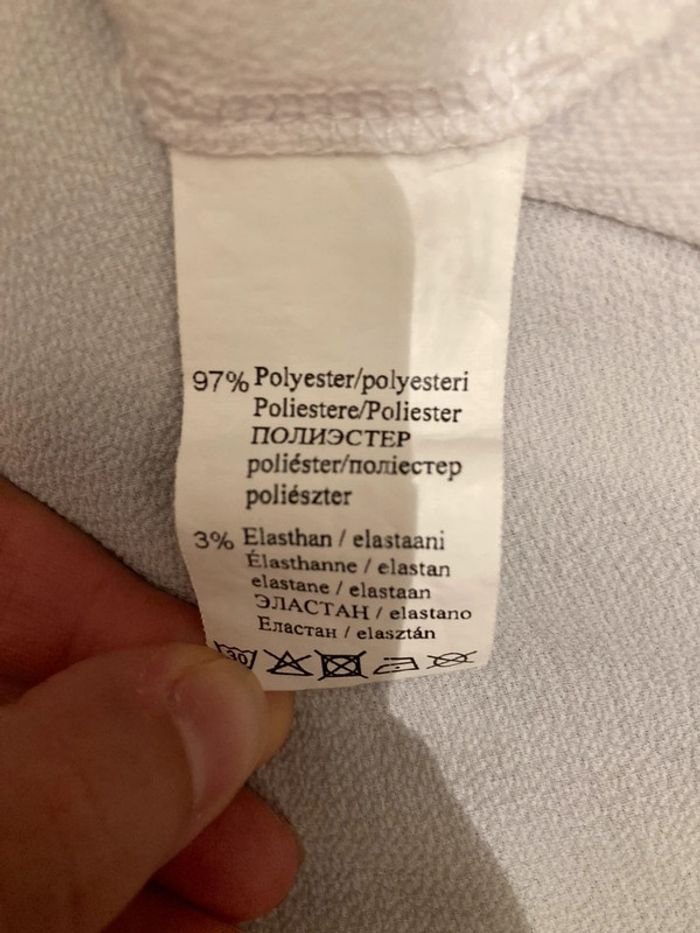 97% Polyester/polyesteri
Poliestere/Poliester
ПОЛИЭСТЕР
poliéster/поліестер
poliészter
3% Elasthan / elastaani
Élasthanne / elastan
elastane / elastaan
ЭЛАСТАН / elastano
Еластан / elasztán
30